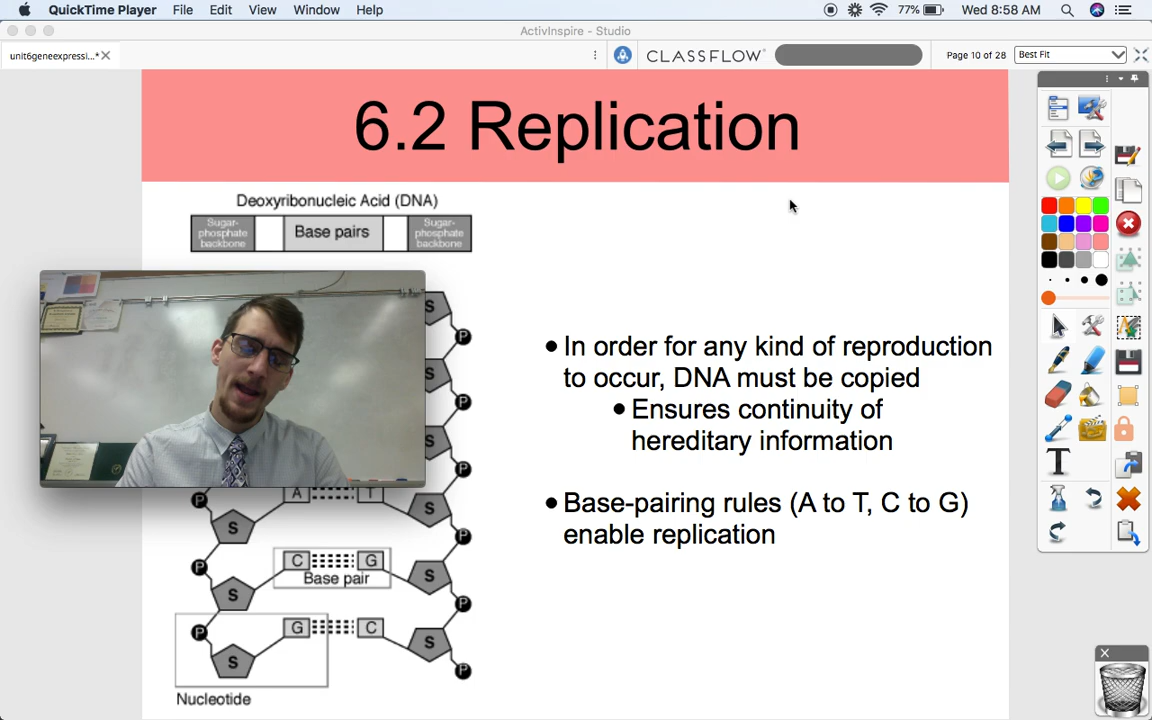 QuickTime Player File Edit View Window Help 77% Wed 8:58 AM
ActivInspire - Studio
unit6geneexpressi...* CLASSFLOW Page 10 of 28 Best Fit
6.2 Replication
Deoxyribonucleic Acid (DNA)
Sugar-
phosphate
backbone
Base pairs
Sugar-
phosphate
backbone
S
P
S
P
S
P
P A T S
S P
P C G S
Base pair
S P
P G C S
S P
Nucleotide
• In order for any kind of reproduction
to occur, DNA must be copied
• Ensures continuity of
hereditary information
• Base-pairing rules (A to T, C to G)
enable replication
T